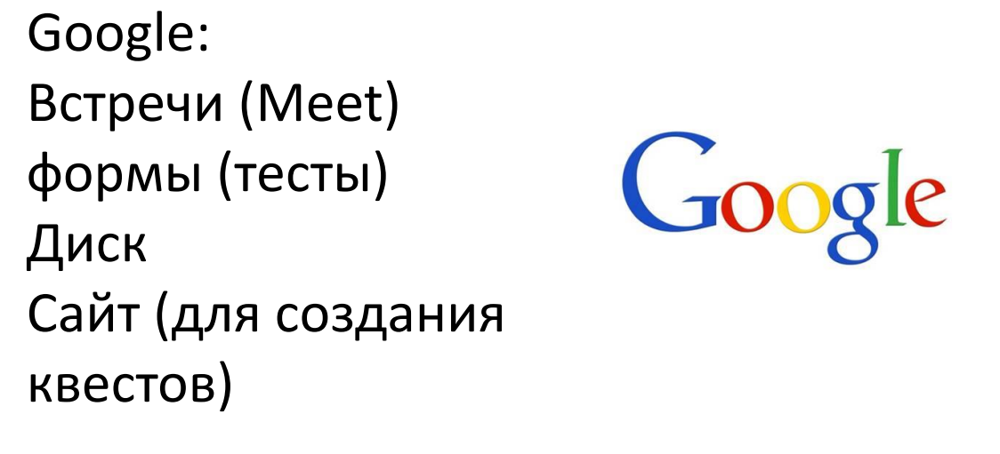 Google:
Встречи (Meet)
формы (тесты)
Диск
Сайт (для создания
квестов)
Google